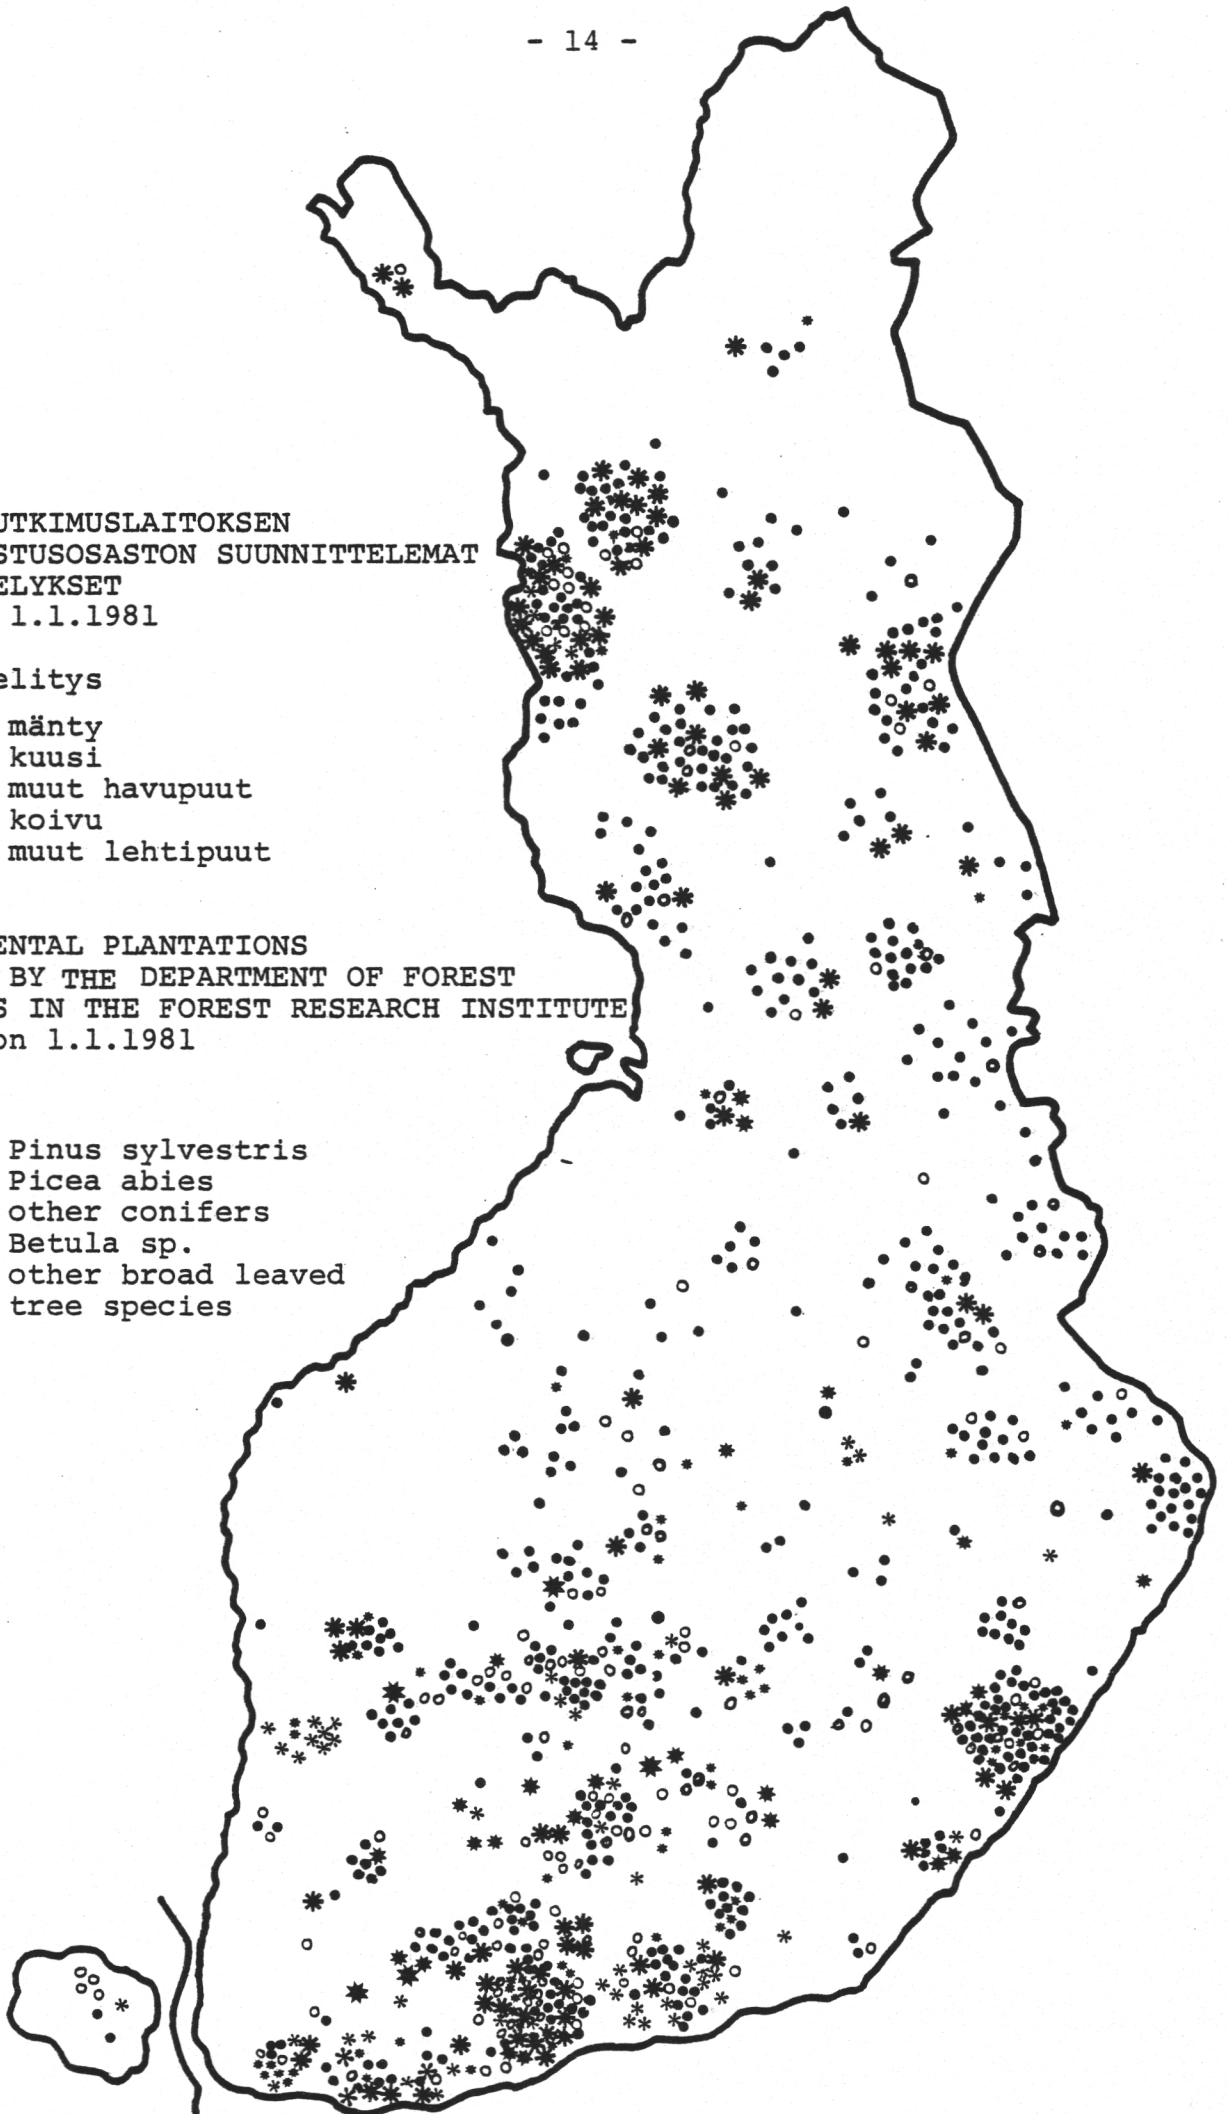 - 14 -
UTKIMUSLAITOKSEN
STUSOSASTON SUUNNITTELEMAT
ELYKSET
1.1.1981
elitys
mänty
kuusi
muut havupuut
koivu
muut lehtipuut
ENTAL PLANTATIONS
BY THE DEPARTMENT OF FOREST
S IN THE FOREST RESEARCH INSTITUTE
on 1.1.1981
Pinus sylvestris
Picea abies
other conifers
Betula sp.
other broad leaved
tree species